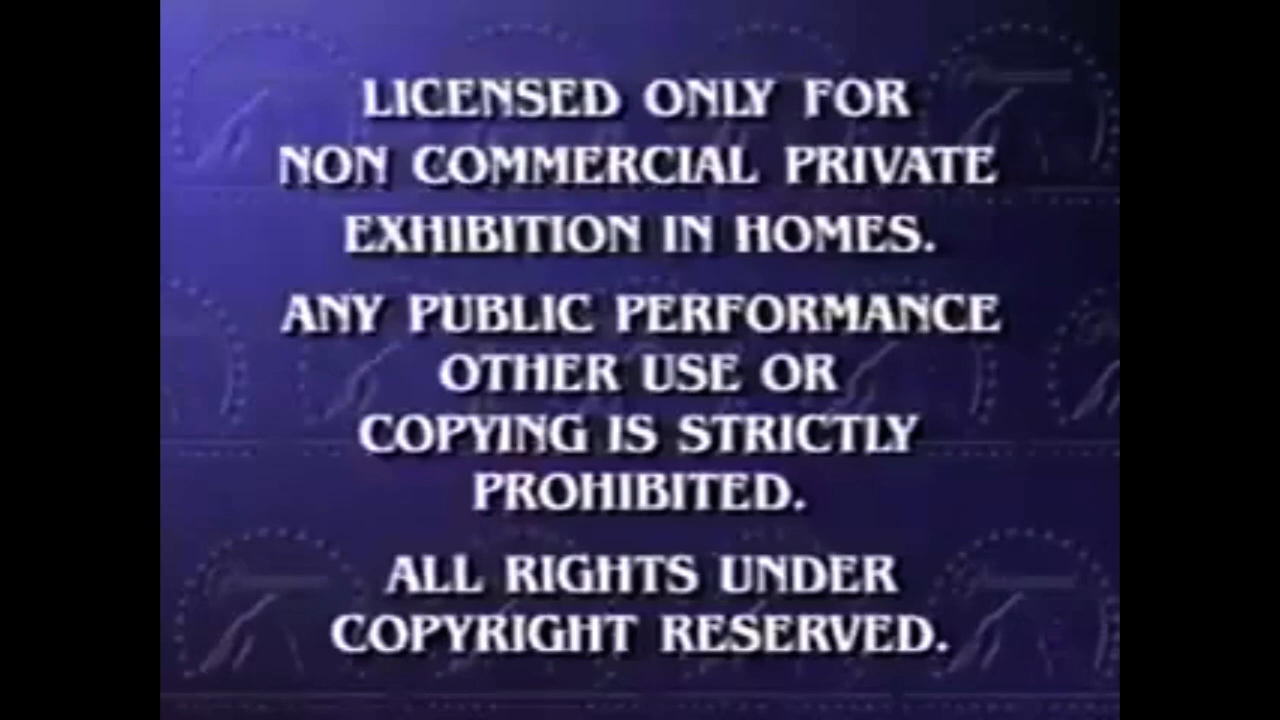 LICENSED ONLY FOR
NON COMMERCIAL PRIVATE
EXHIBITION IN HOMES.
ANY PUBLIC PERFORMANCE
OTHER USE OR
COPYING IS STRICTLY
PROHIBITED.
ALL RIGHTS UNDER
COPYRIGHT RESERVED.